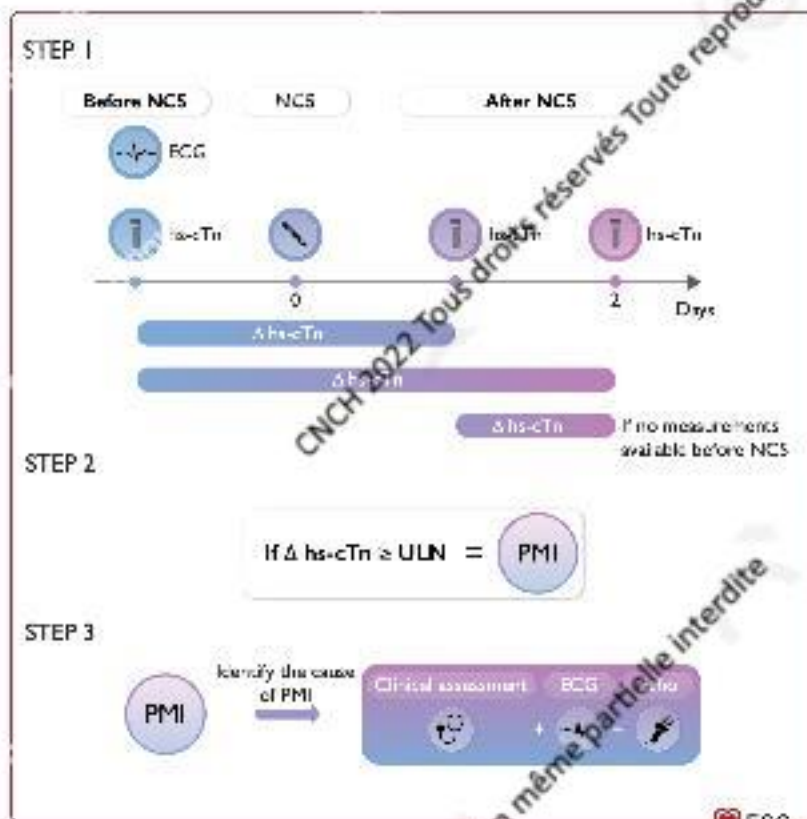 STEP 1
Before NCS NCS After NCS
ECG
hs-cTn hs-cTn hs-cTn
0 2
Days
Δ hs-cTn
Δ hs-cTn
Δ hs-cTn If no measurements
available before NCS
STEP 2
If Δ hs-cTn ≥ ULN = PMI
STEP 3
Identify the cause
of PMI
PMI
Clinical assessment ECG
+
CNCH 2022 Tous droits réservés Toute reprodu
même partielle interdite